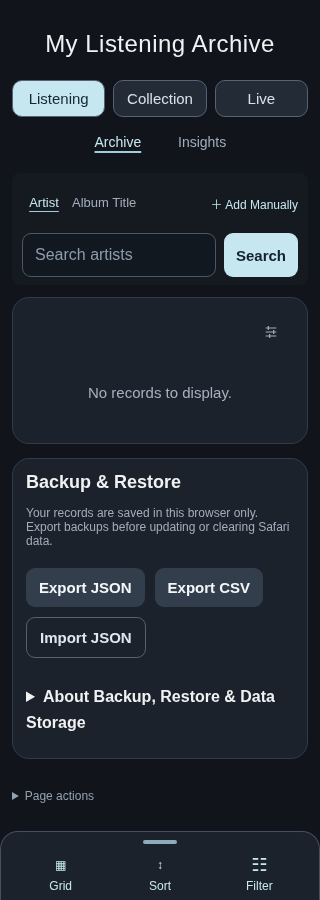 My Listening Archive
Listening Collection Live
Archive Insights
Artist Album Title + Add Manually
Search artists Search
No records to display.
Backup & Restore
Your records are saved in this browser only.
Export backups before updating or clearing Safari
data.
Export JSON Export CSV
Import JSON
About Backup, Restore & Data
Storage
Page actions
Grid Sort Filter